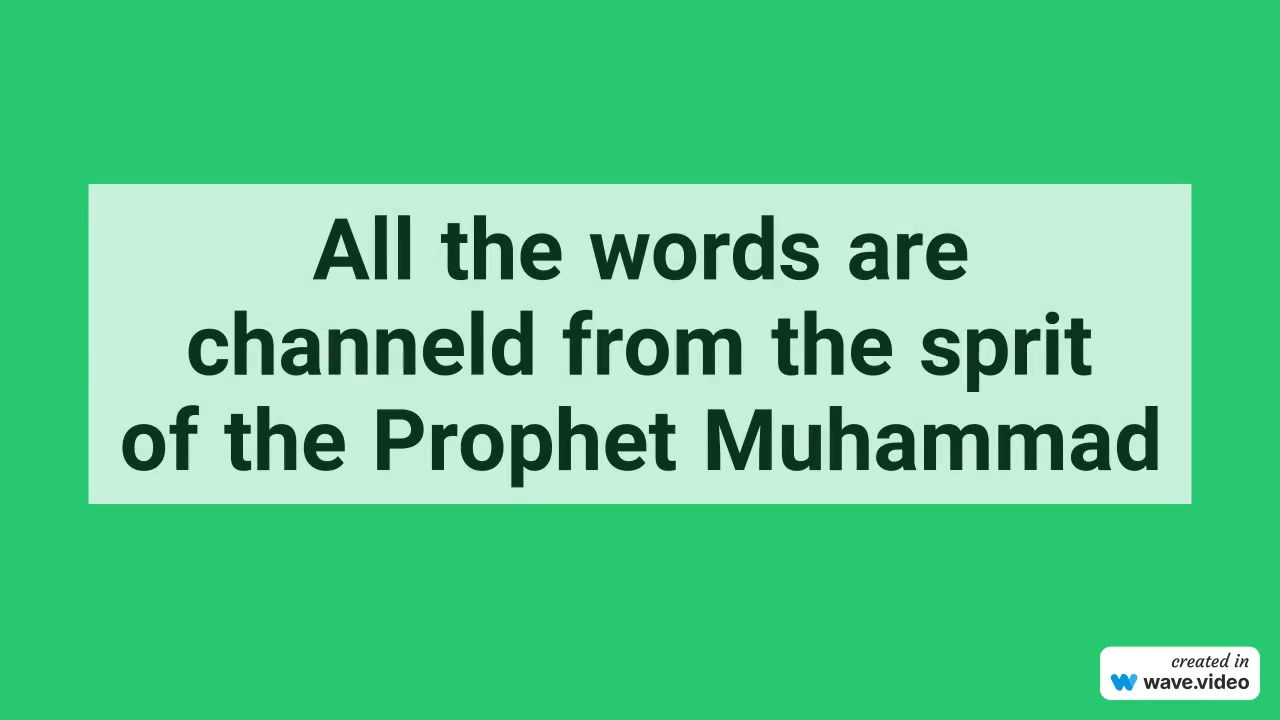 All the words are
channeld from the sprit
of the Prophet Muhammad
created in
wave.video